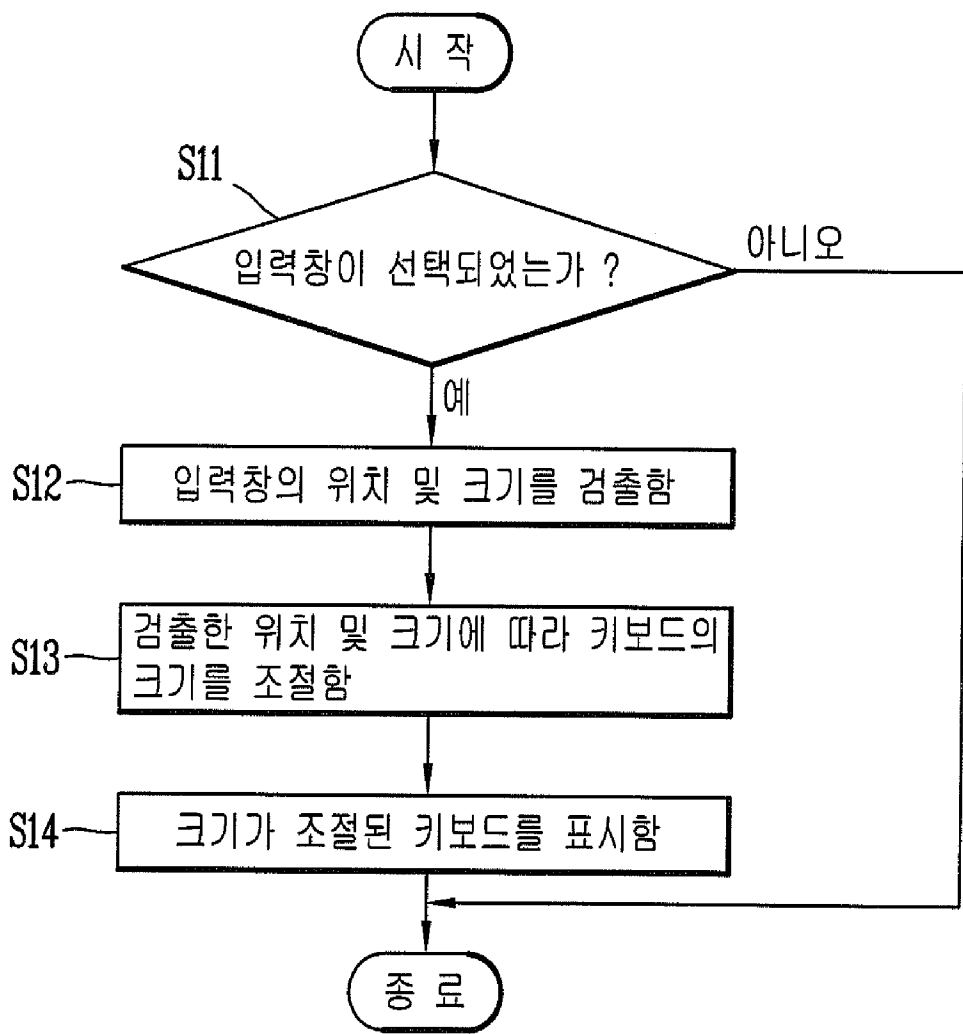 시 작
S11
입력창이 선택되었는가 ?
아니오
예
S12
입력창의 위치 및 크기를 검출함
S13
검출한 위치 및 크기에 따라 키보드의
크기를 조절함
S14
크기가 조절된 키보드를 표시함
종 료